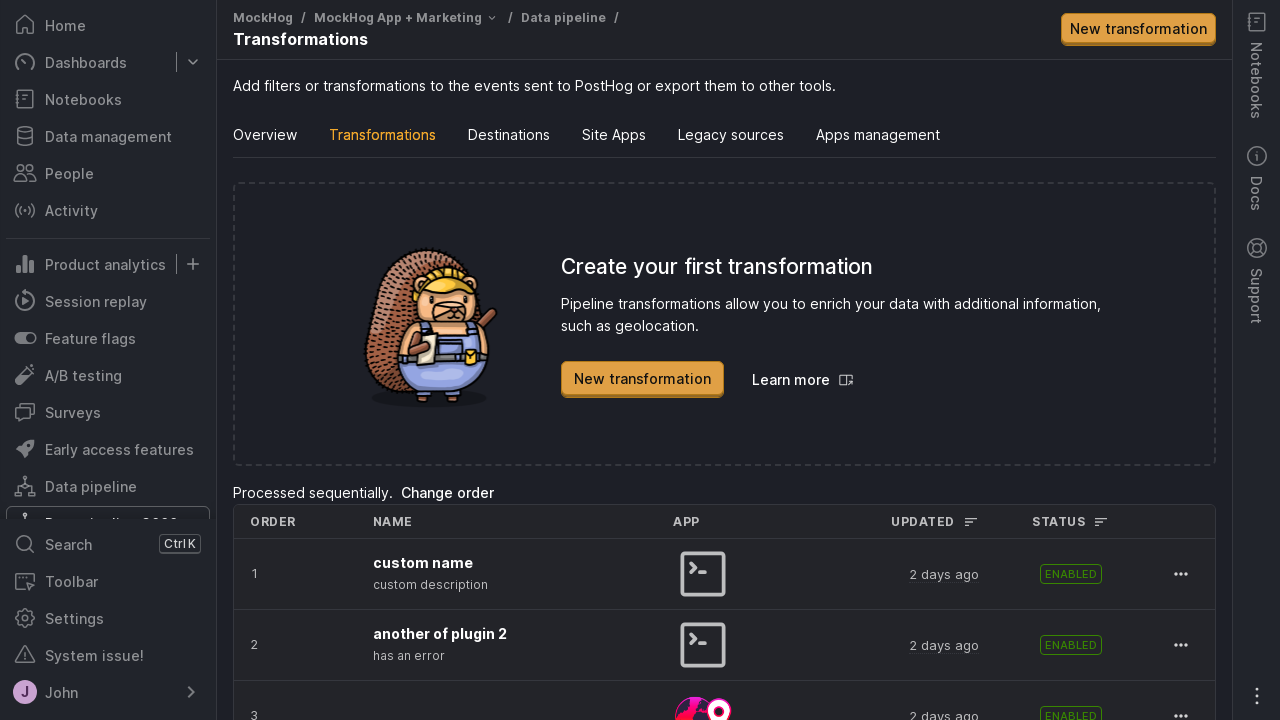 Home
Dashboards
Notebooks
Data management
People
Activity
Product analytics
Session replay
Feature flags
A/B testing
Surveys
Early access features
Data pipeline
Search Ctrl K
Toolbar
Settings
System issue!
J John
MockHog / MockHog App + Marketing / Data pipeline /
Transformations
New transformation
Add filters or transformations to the events sent to PostHog or export them to other tools.
Overview Transformations Destinations Site Apps Legacy sources Apps management
Create your first transformation
Pipeline transformations allow you to enrich your data with additional information,
such as geolocation.
New transformation Learn more
Processed sequentially. Change order
ORDER NAME APP UPDATED STATUS
1 custom name 2 days ago ENABLED
custom description
2 another of plugin 2 2 days ago ENABLED
has an error
3 2 days ago ENABLED
Notebooks
Docs
Support